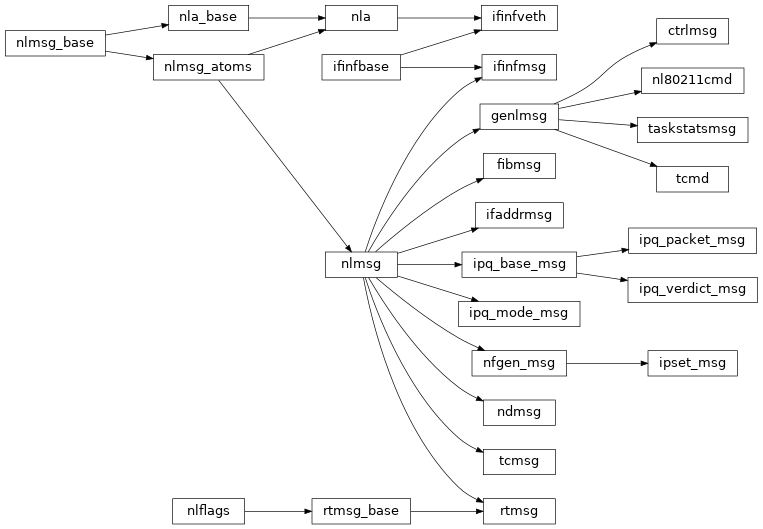 nlmsg_base
nla_base
nlmsg_atoms
nla
ifinfbase
ifinfveth
ifinfmsg
genlmsg
ctrlmsg
nl80211cmd
taskstatsmsg
tcmd
fibmsg
ifaddrmsg
nlmsg
ipq_base_msg
ipq_packet_msg
ipq_verdict_msg
ipq_mode_msg
nfgen_msg
ipset_msg
ndmsg
tcmsg
nlflags
rtmsg_base
rtmsg